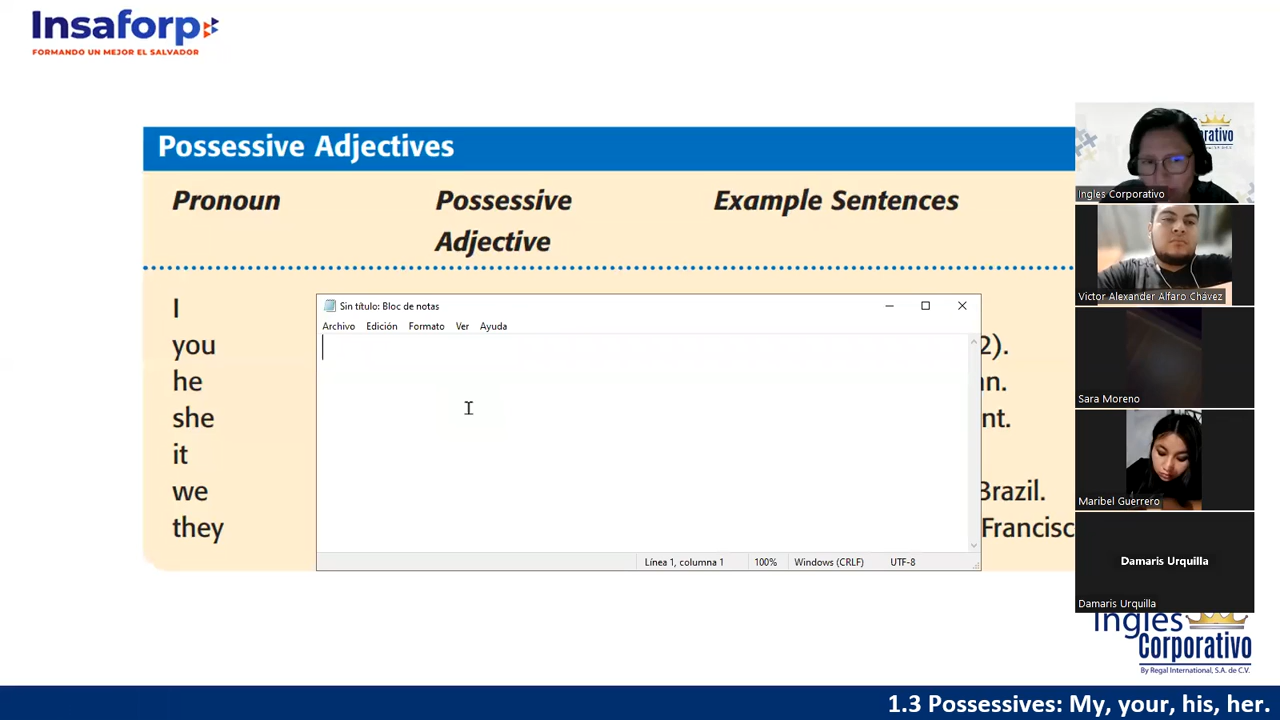 Insaforp
FORMANDO UN MEJOR EL SALVADOR
Possessive Adjectives
Pronoun
Possessive
Adjective
Example Sentences
I
you
he
she
it
we
they
2).
an.
nt.
Brazil.
Francisc
Sin título: Bloc de notas
Archivo Edición Formato Ver Ayuda
Línea 1, columna 1 100% Windows (CRLF) UTF-8
Ingles Corporativo
Victor Alexander Alfaro Chávez
Sara Moreno
Maribel Guerrero
Damaris Urquilla
Damaris Urquilla
Ingles
Corporativo
By Regal International, S.A. de C.V.
1.3 Possessives: My, your, his, her.